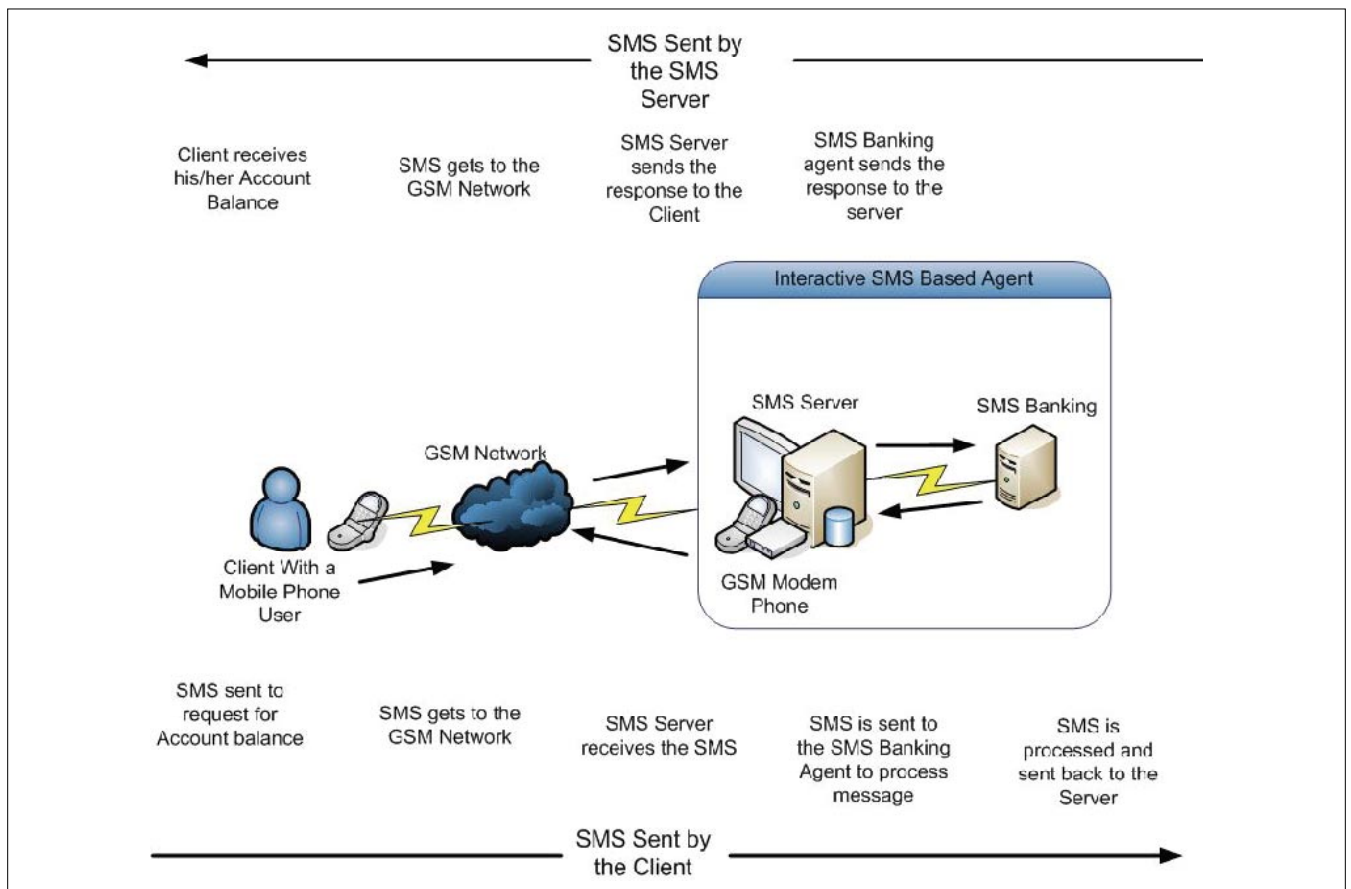 SMS Sent by
the SMS
Server
Client receives
his/her Account
Balance
SMS gets to the
GSM Network
SMS Server
sends the
response to the
Client
SMS Banking
agent sends the
response to the
server
Interactive SMS Based Agent
SMS Server
SMS Banking
GSM Network
Client With a
Mobile Phone
User
GSM Modem
Phone
SMS sent to
request for
Account balance
SMS gets to the
GSM Network
SMS Server
receives the SMS
SMS is sent to
the SMS Banking
Agent to process
message
SMS is
processed and
sent back to the
Server
SMS Sent by
the Client